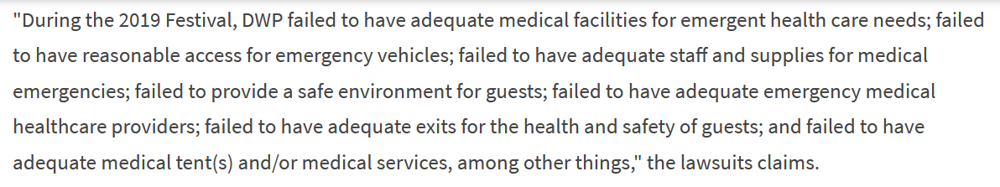 "During the 2019 Festival, DWP failed to have adequate medical facilities for emergent health care needs; failed
to have reasonable access for emergency vehicles; failed to have adequate staff and supplies for medical
emergencies; failed to provide a safe environment for guests; failed to have adequate emergency medical
healthcare providers; failed to have adequate exits for the health and safety of guests; and failed to have
adequate medical tent(s) and/or medical services, among other things," the lawsuits claims.